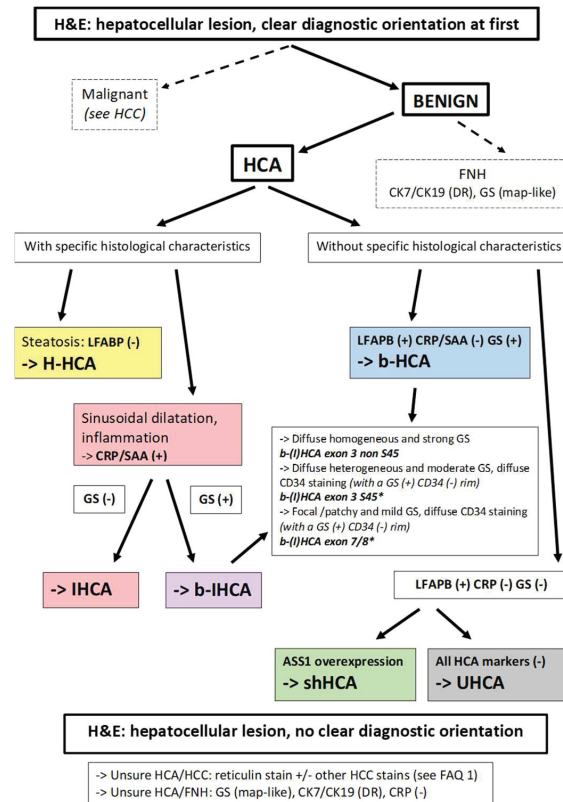 H&E: hepatocellular lesion, clear diagnostic orientation at first
Malignant
(see HCC)
BENIGN
HCA
FNH
CK7/CK19 (DR), GS (map-like)
With specific histological characteristics
Without specific histological characteristics
Steatosis: LFABP (-)
-> H-HCA
LFAPB (+) CRP/SAA (-) GS (+)
-> b-HCA
Sinusoidal dilatation,
inflammation
-> CRP/SAA (+)
-> Diffuse homogeneous and strong GS
b-(I)HCA exon 3 non S45
-> Diffuse heterogeneous and moderate GS, diffuse
CD34 staining (with a GS (+) CD34 (-) rim)
b-(I)HCA exon 3 S45*
-> Focal /patchy and mild GS, diffuse CD34 staining
(with a GS (+) CD34 (-) rim)
b-(I)HCA exon 7/8*
GS (-)
GS (+)
-> IHCA
-> b-IHCA
LFAPB (+) CRP (-) GS (-)
ASS1 overexpression
-> shHCA
All HCA markers (-)
-> UHCA
H&E: hepatocellular lesion, no clear diagnostic orientation
-> Unsure HCA/HCC: reticulin stain +/- other HCC stains (see FAQ 1)
-> Unsure HCA/FNH: GS (map-like), CK7/CK19 (DR), CRP (-)